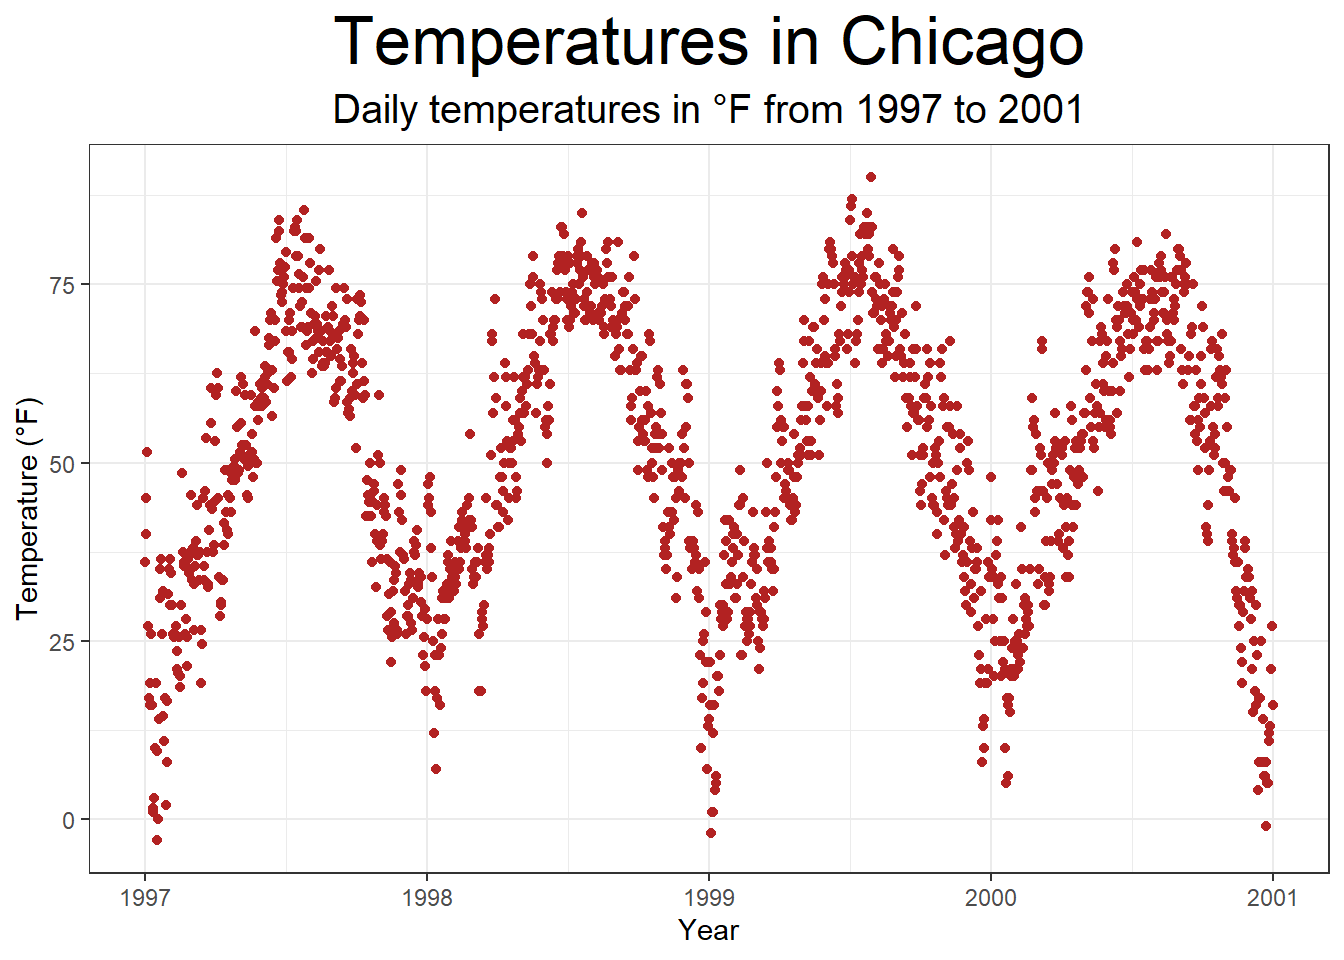 Temperatures in Chicago
Daily temperatures in °F from 1997 to 2001
Temperature (°F)
75
50
25
0
1997 1998 1999 2000 2001
Year